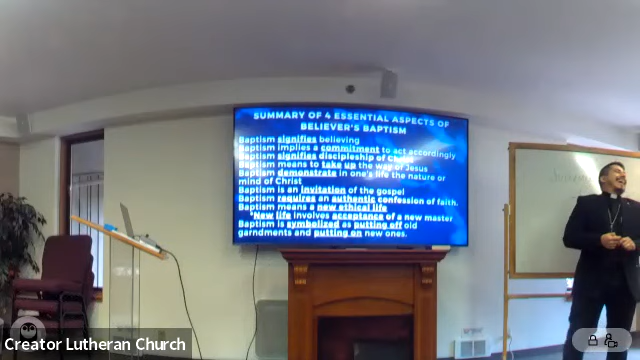 SUMMARY OF 4 ESSENTIAL ASPECTS OF
BELIEVER'S BAPTISM
Baptism signifies believing
Baptism implies a commitment to act accordingly
Baptism signifies discipleship of Christ
Baptism means to take up the way of Jesus
Baptism demonstrate in one's life the nature or
mind of Christ
Baptism is an invitation of the gospel
Baptism requires an authentic confession of faith.
Baptism means a new ethical life
"New life involves acceptance of a new master
Baptism is symbolized as putting off old
garndments and putting on new ones.
Creator Lutheran Church